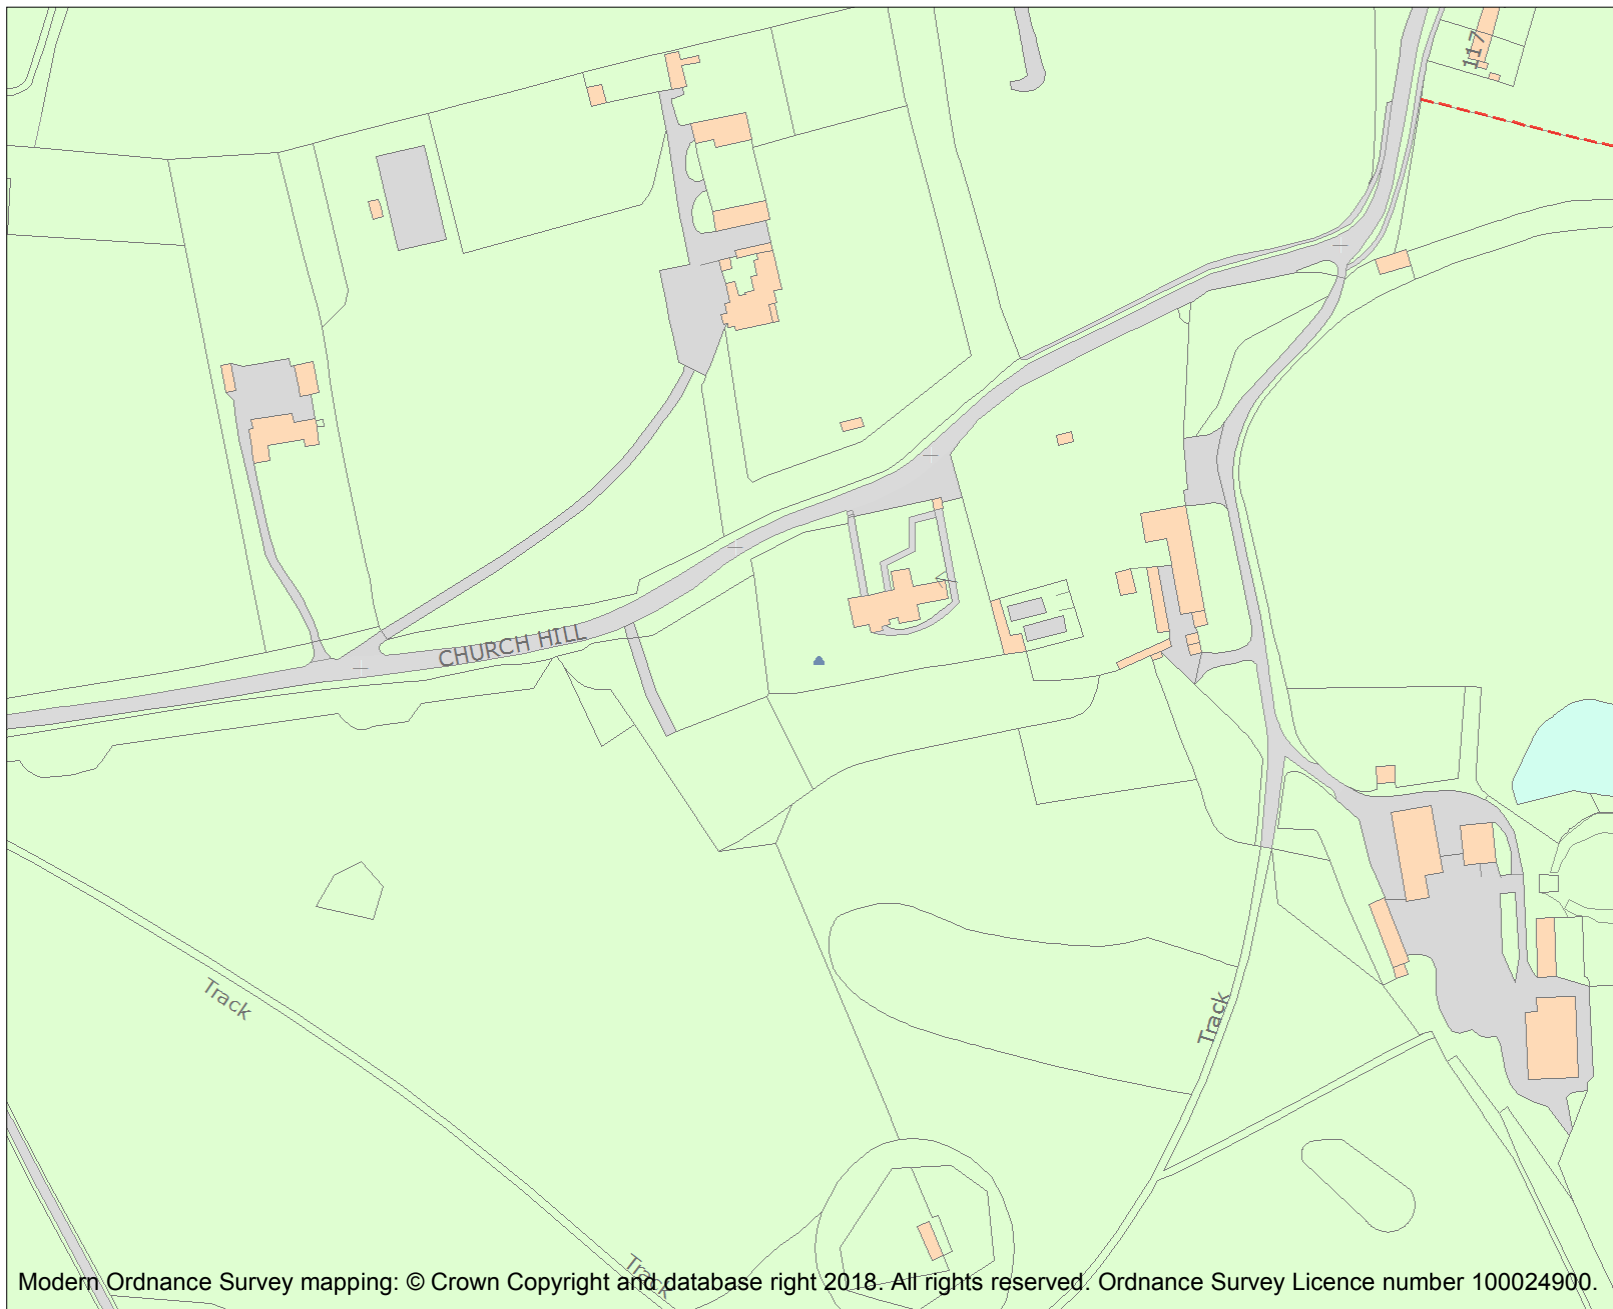 117
CHURCH HILL
Track
Track
Track
Modern Ordnance Survey mapping: © Crown Copyright and database right 2018. All rights reserved. Ordnance Survey Licence number 100024900.